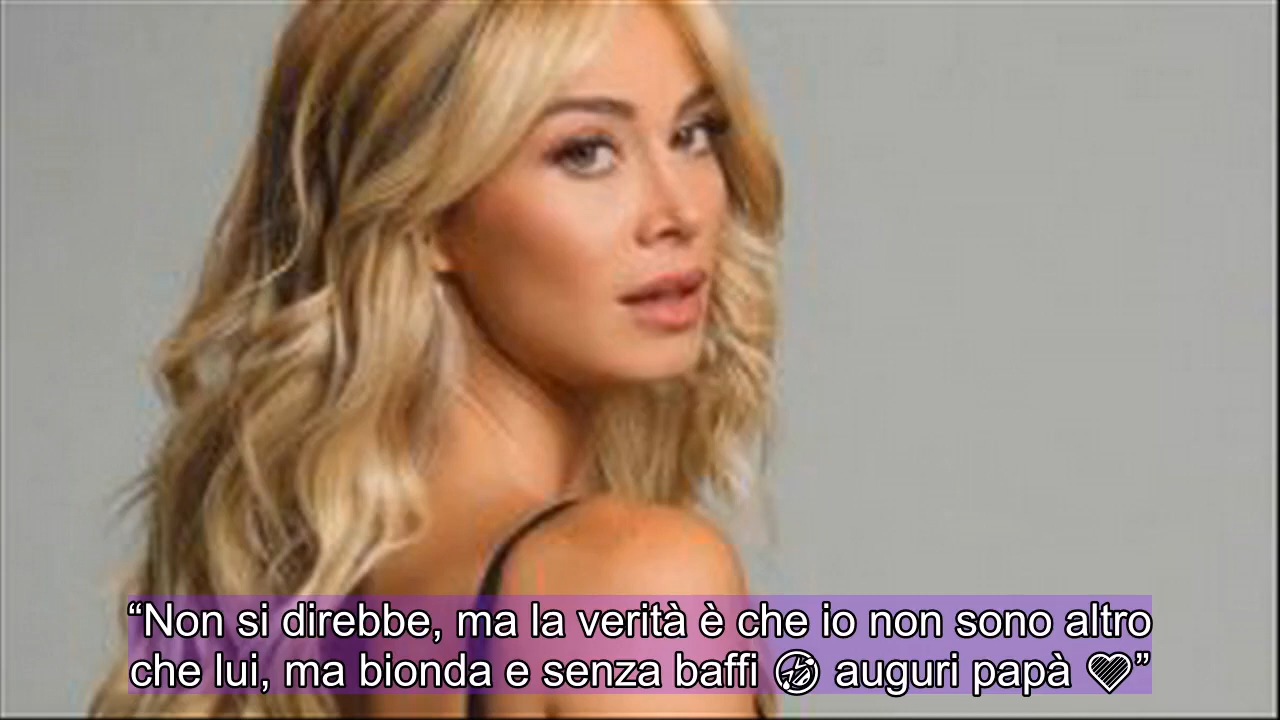 “Non si direbbe, ma la verità è che io non sono altro
che lui, ma bionda e senza baffi 🤣 auguri papà 🖤”